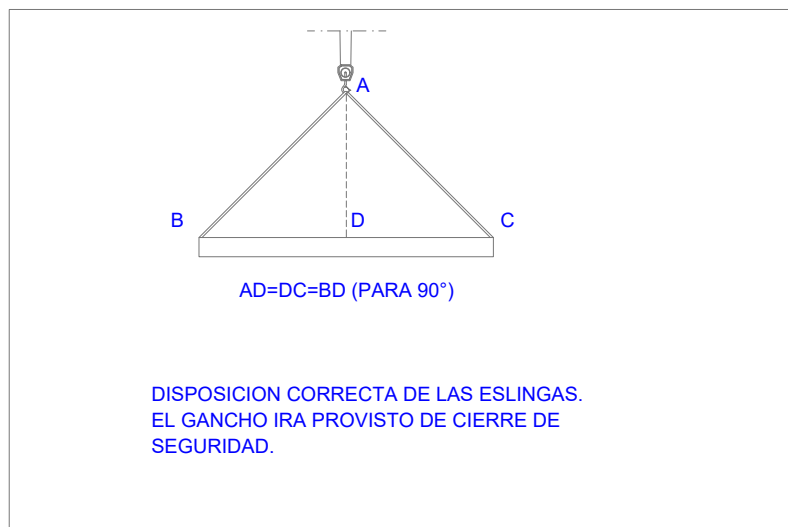 A
B D C
AD=DC=BD (PARA 90°)
DISPOSICION CORRECTA DE LAS ESLINGAS.
EL GANCHO IRA PROVISTO DE CIERRE DE
SEGURIDAD.